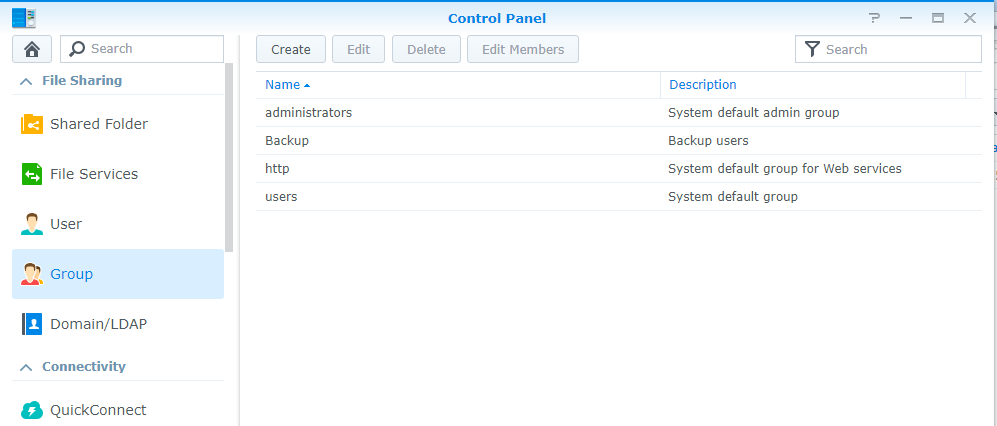 Control Panel
Search
File Sharing
Shared Folder
File Services
User
Group
Domain/LDAP
Connectivity
QuickConnect
Create Edit Delete Edit Members Search
Name Description
administrators System default admin group
Backup Backup users
http System default group for Web services
users System default group